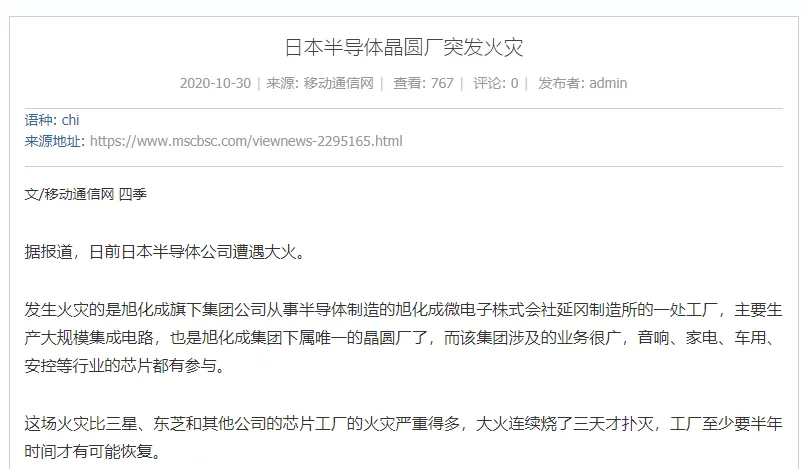 日本半导体晶圆厂突发火灾
2020-10-30 | 来源: 移动通信网 | 查看: 767 | 评论: 0 | 发布者: admin
语种: chi
来源地址: https://www.mscbsc.com/viewnews-2295165.html
文/移动通信网 四季
据报道，日前日本半导体公司遭遇大火。
发生火灾的是旭化成旗下集团公司从事半导体制造的旭化成微电子株式会社延冈制造所的一处工厂，主要生
产大规模集成电路，也是旭化成集团下属唯一的晶圆厂了，而该集团涉及的业务很广，音响、家电、车用、
安控等行业的芯片都有参与。
这场火灾比三星、东芝和其他公司的芯片工厂的火灾严重得多，大火连续烧了三天才扑灭，工厂至少要半年
时间才有可能恢复。